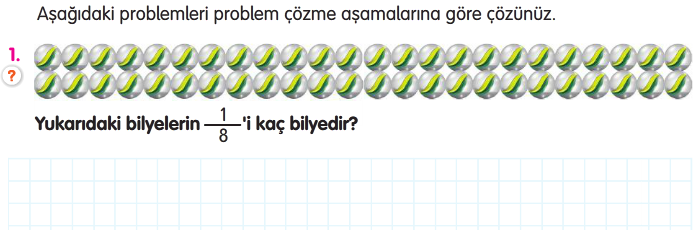 Aşağıdaki problemleri problem çözme aşamalarına göre çözünüz.
1.
?
Yukarıdaki bilyelerin 1/8 'i kaç bilyedir?